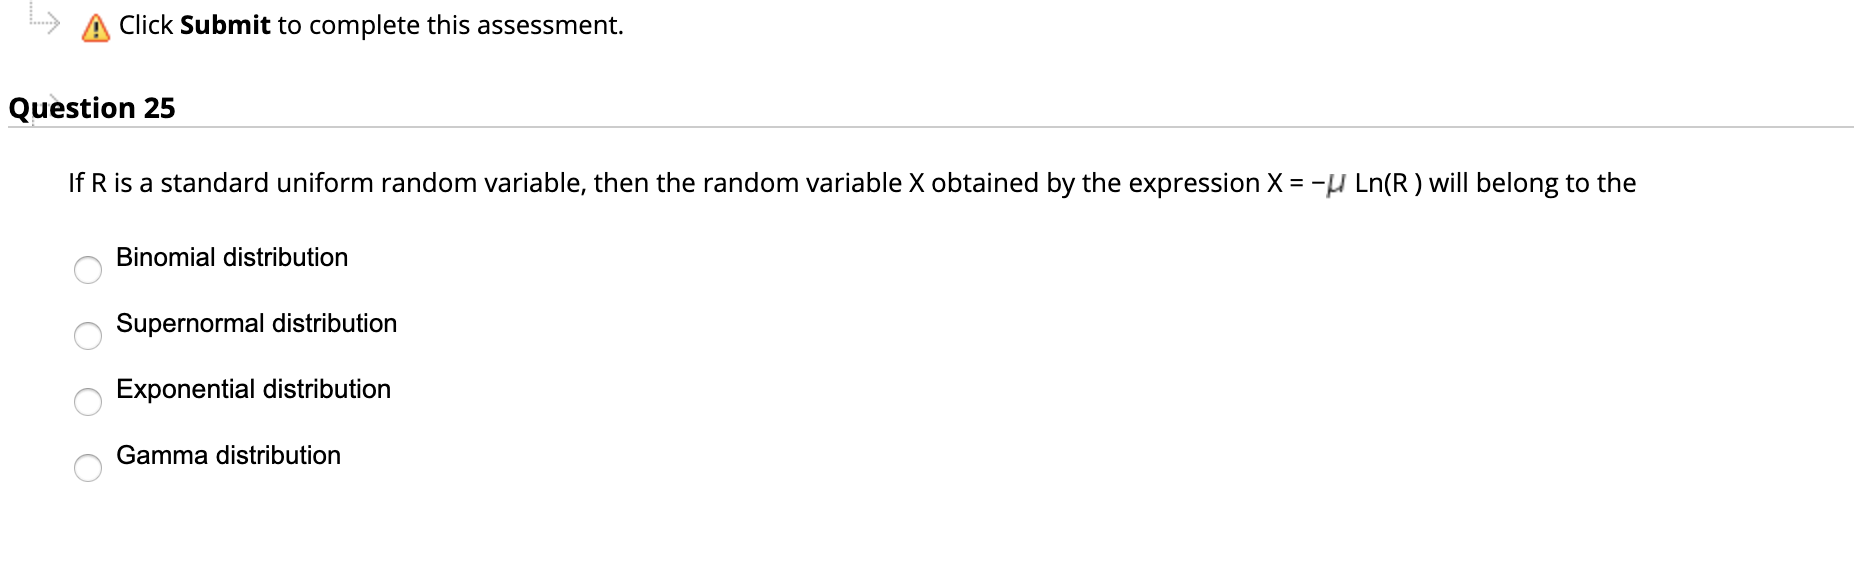 Click Submit to complete this assessment.
Question 25
If R is a standard uniform random variable, then the random variable X obtained by the expression X = −μ Ln(R ) will belong to the
Binomial distribution
Supernormal distribution
Exponential distribution
Gamma distribution